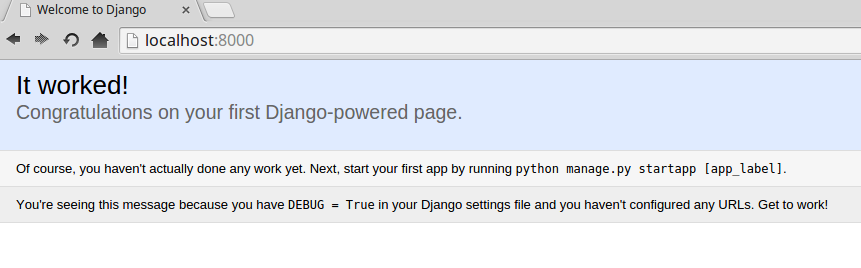 Welcome to Django
localhost:8000
It worked!
Congratulations on your first Django-powered page.
Of course, you haven't actually done any work yet. Next, start your first app by running python manage.py startapp [app_label].
You're seeing this message because you have DEBUG = True in your Django settings file and you haven't configured any URLs. Get to work!